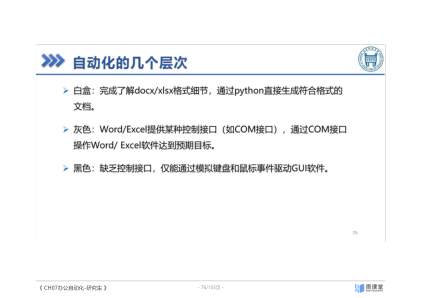 自动化的几个层次
白盒：完成了解docx/xlsx格式细节，通过python直接生成符合格式的
文档。
灰色：Word/Excel提供某种控制接口（如COM接口），通过COM接口
操作Word/ Excel软件达到预期目标。
黑色：缺乏控制接口，仅能通过模拟键盘和鼠标事件驱动GUI软件。
76
《 CH07办公自动化-研究生 》
- 76/102页 -
雨课堂